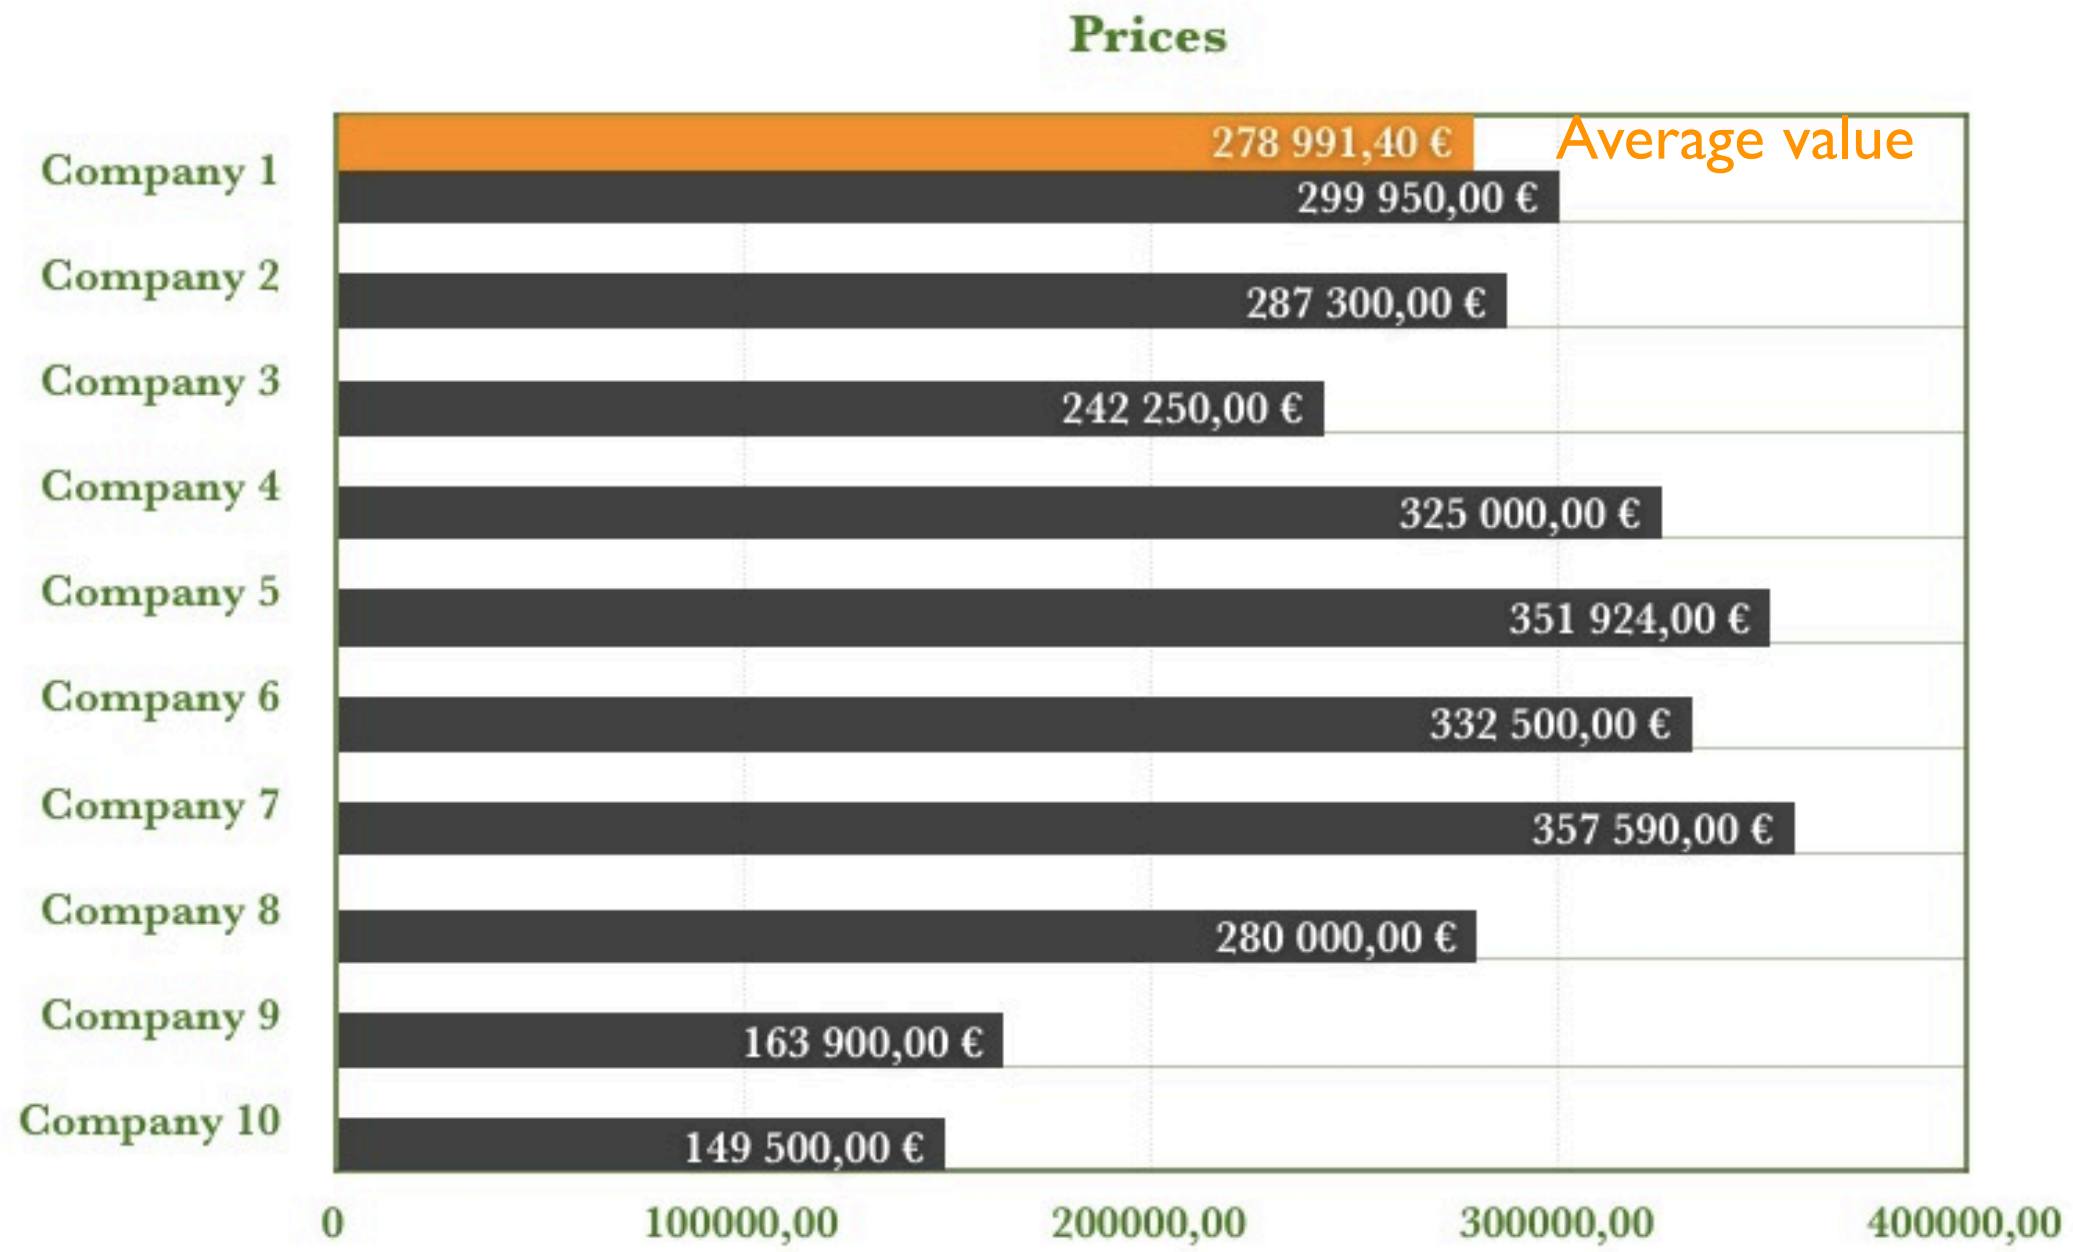 Prices
278 991,40 €
Average value
Company 1
299 950,00 €
Company 2
287 300,00 €
Company 3
242 250,00 €
Company 4
325 000,00 €
Company 5
351 924,00 €
Company 6
332 500,00 €
Company 7
357 590,00 €
Company 8
280 000,00 €
Company 9
163 900,00 €
Company 10
149 500,00 €
0 100000,00 200000,00 300000,00 400000,00